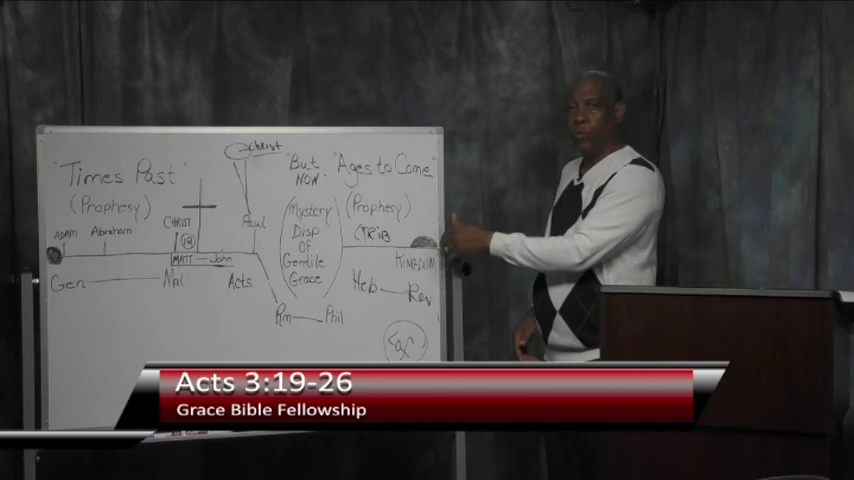 "Times Past"
(Prophesy)
ADAM
Abraham
CHRIST
12
MATT — John
Gen — Mal
Acts
Christ
Paul
"But NOW"
(Mystery
Disp
OF
Gentile
Grace)
Rm — Phil
"Ages to Come"
(Prophesy)
TRIB
KINGDOM
Heb — Rev
Acts 3:19-26
Grace Bible Fellowship